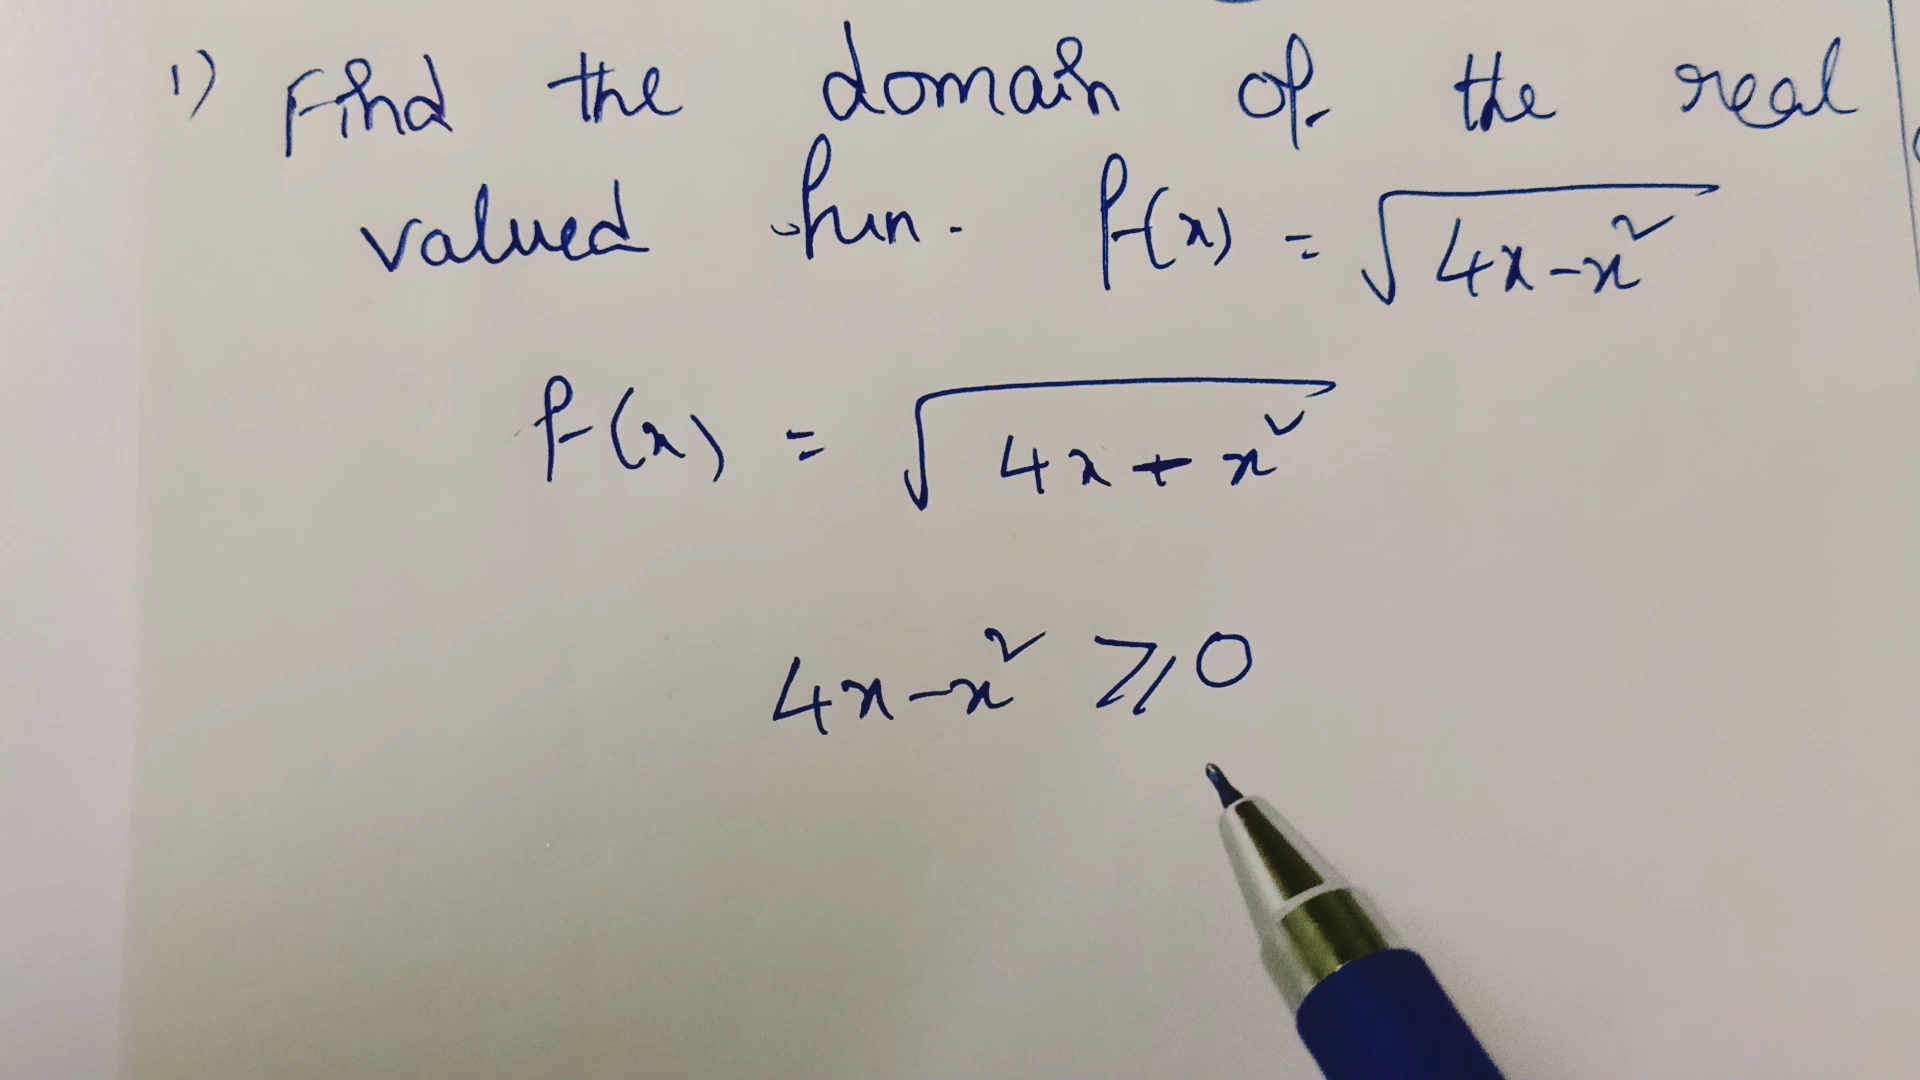 1) Find the domain of the real
valued fun. f(x) = √(4x-x²)
f(x) = √(4x+x²)
4x-x² ≥ 0